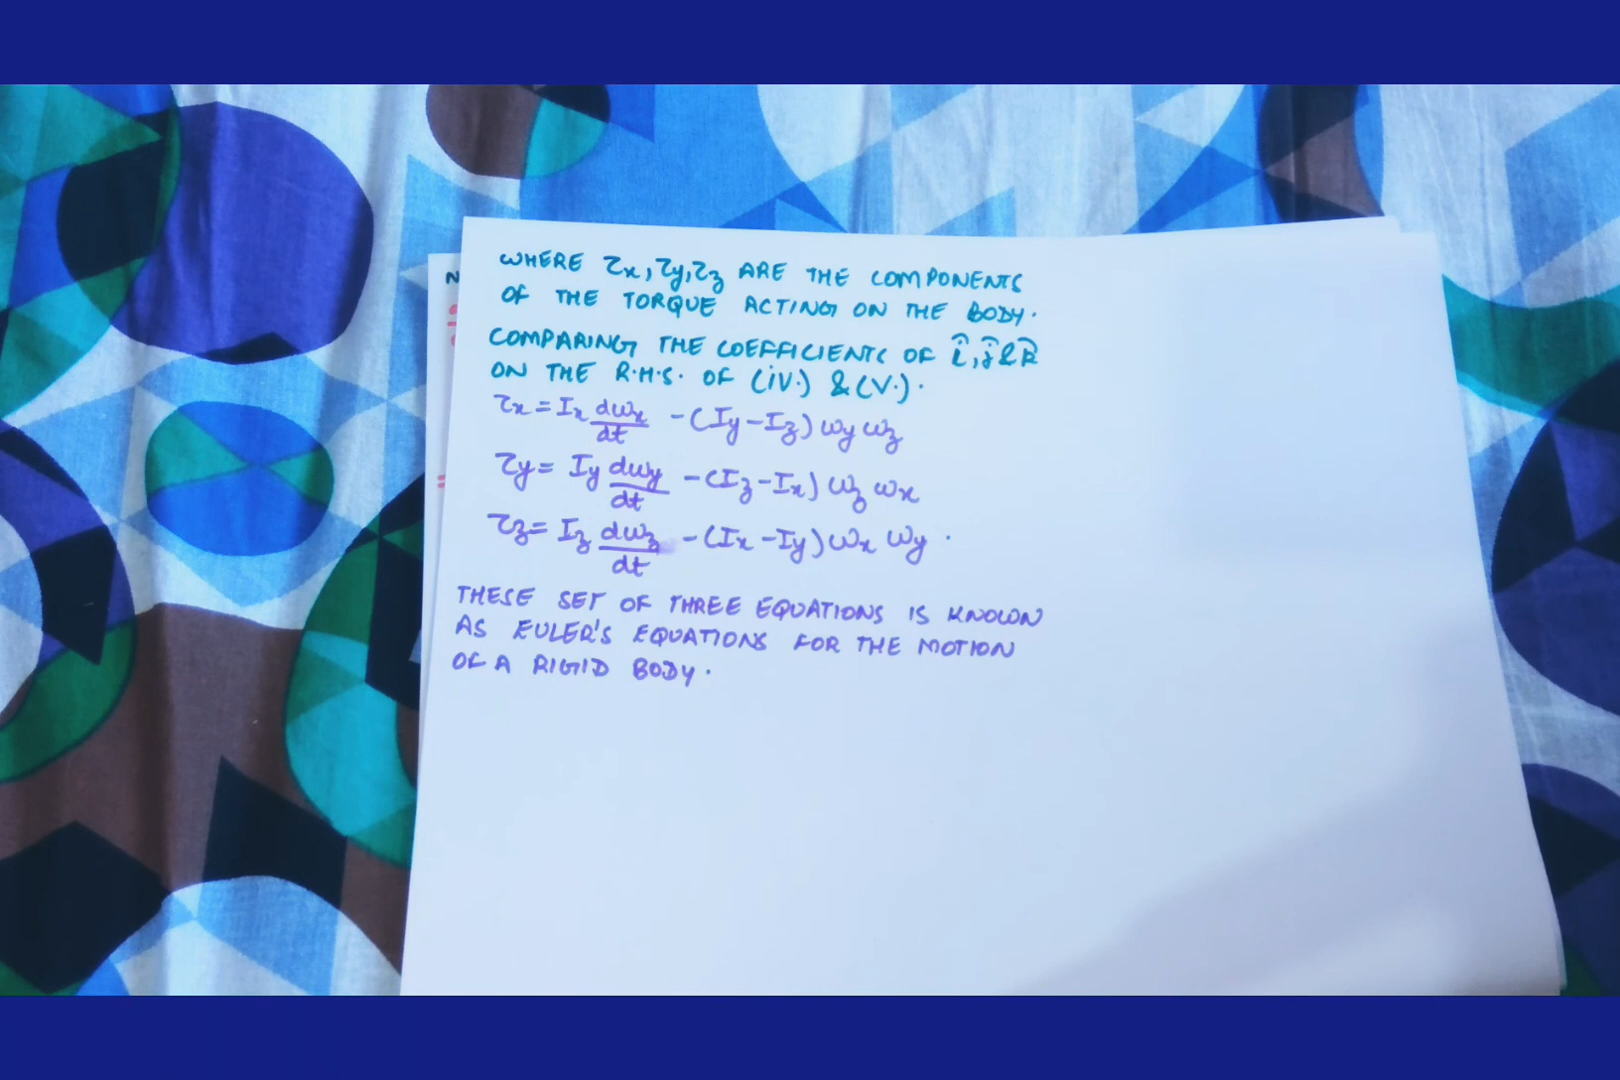 WHERE τx, τy, τz ARE THE COMPONENTS
OF THE TORQUE ACTING ON THE BODY.
COMPARING THE COEFFICIENTS OF î, ĵ & k̂
ON THE R.H.S. OF (iv.) & (v.).
τx = Ix dωx/dt - (Iy - Iz) ωy ωz
τy = Iy dωy/dt - (Iz - Ix) ωz ωx
τz = Iz dωz/dt - (Ix - Iy) ωx ωy .
THESE SET OF THREE EQUATIONS IS KNOWN
AS EULER'S EQUATIONS FOR THE MOTION
OF A RIGID BODY.